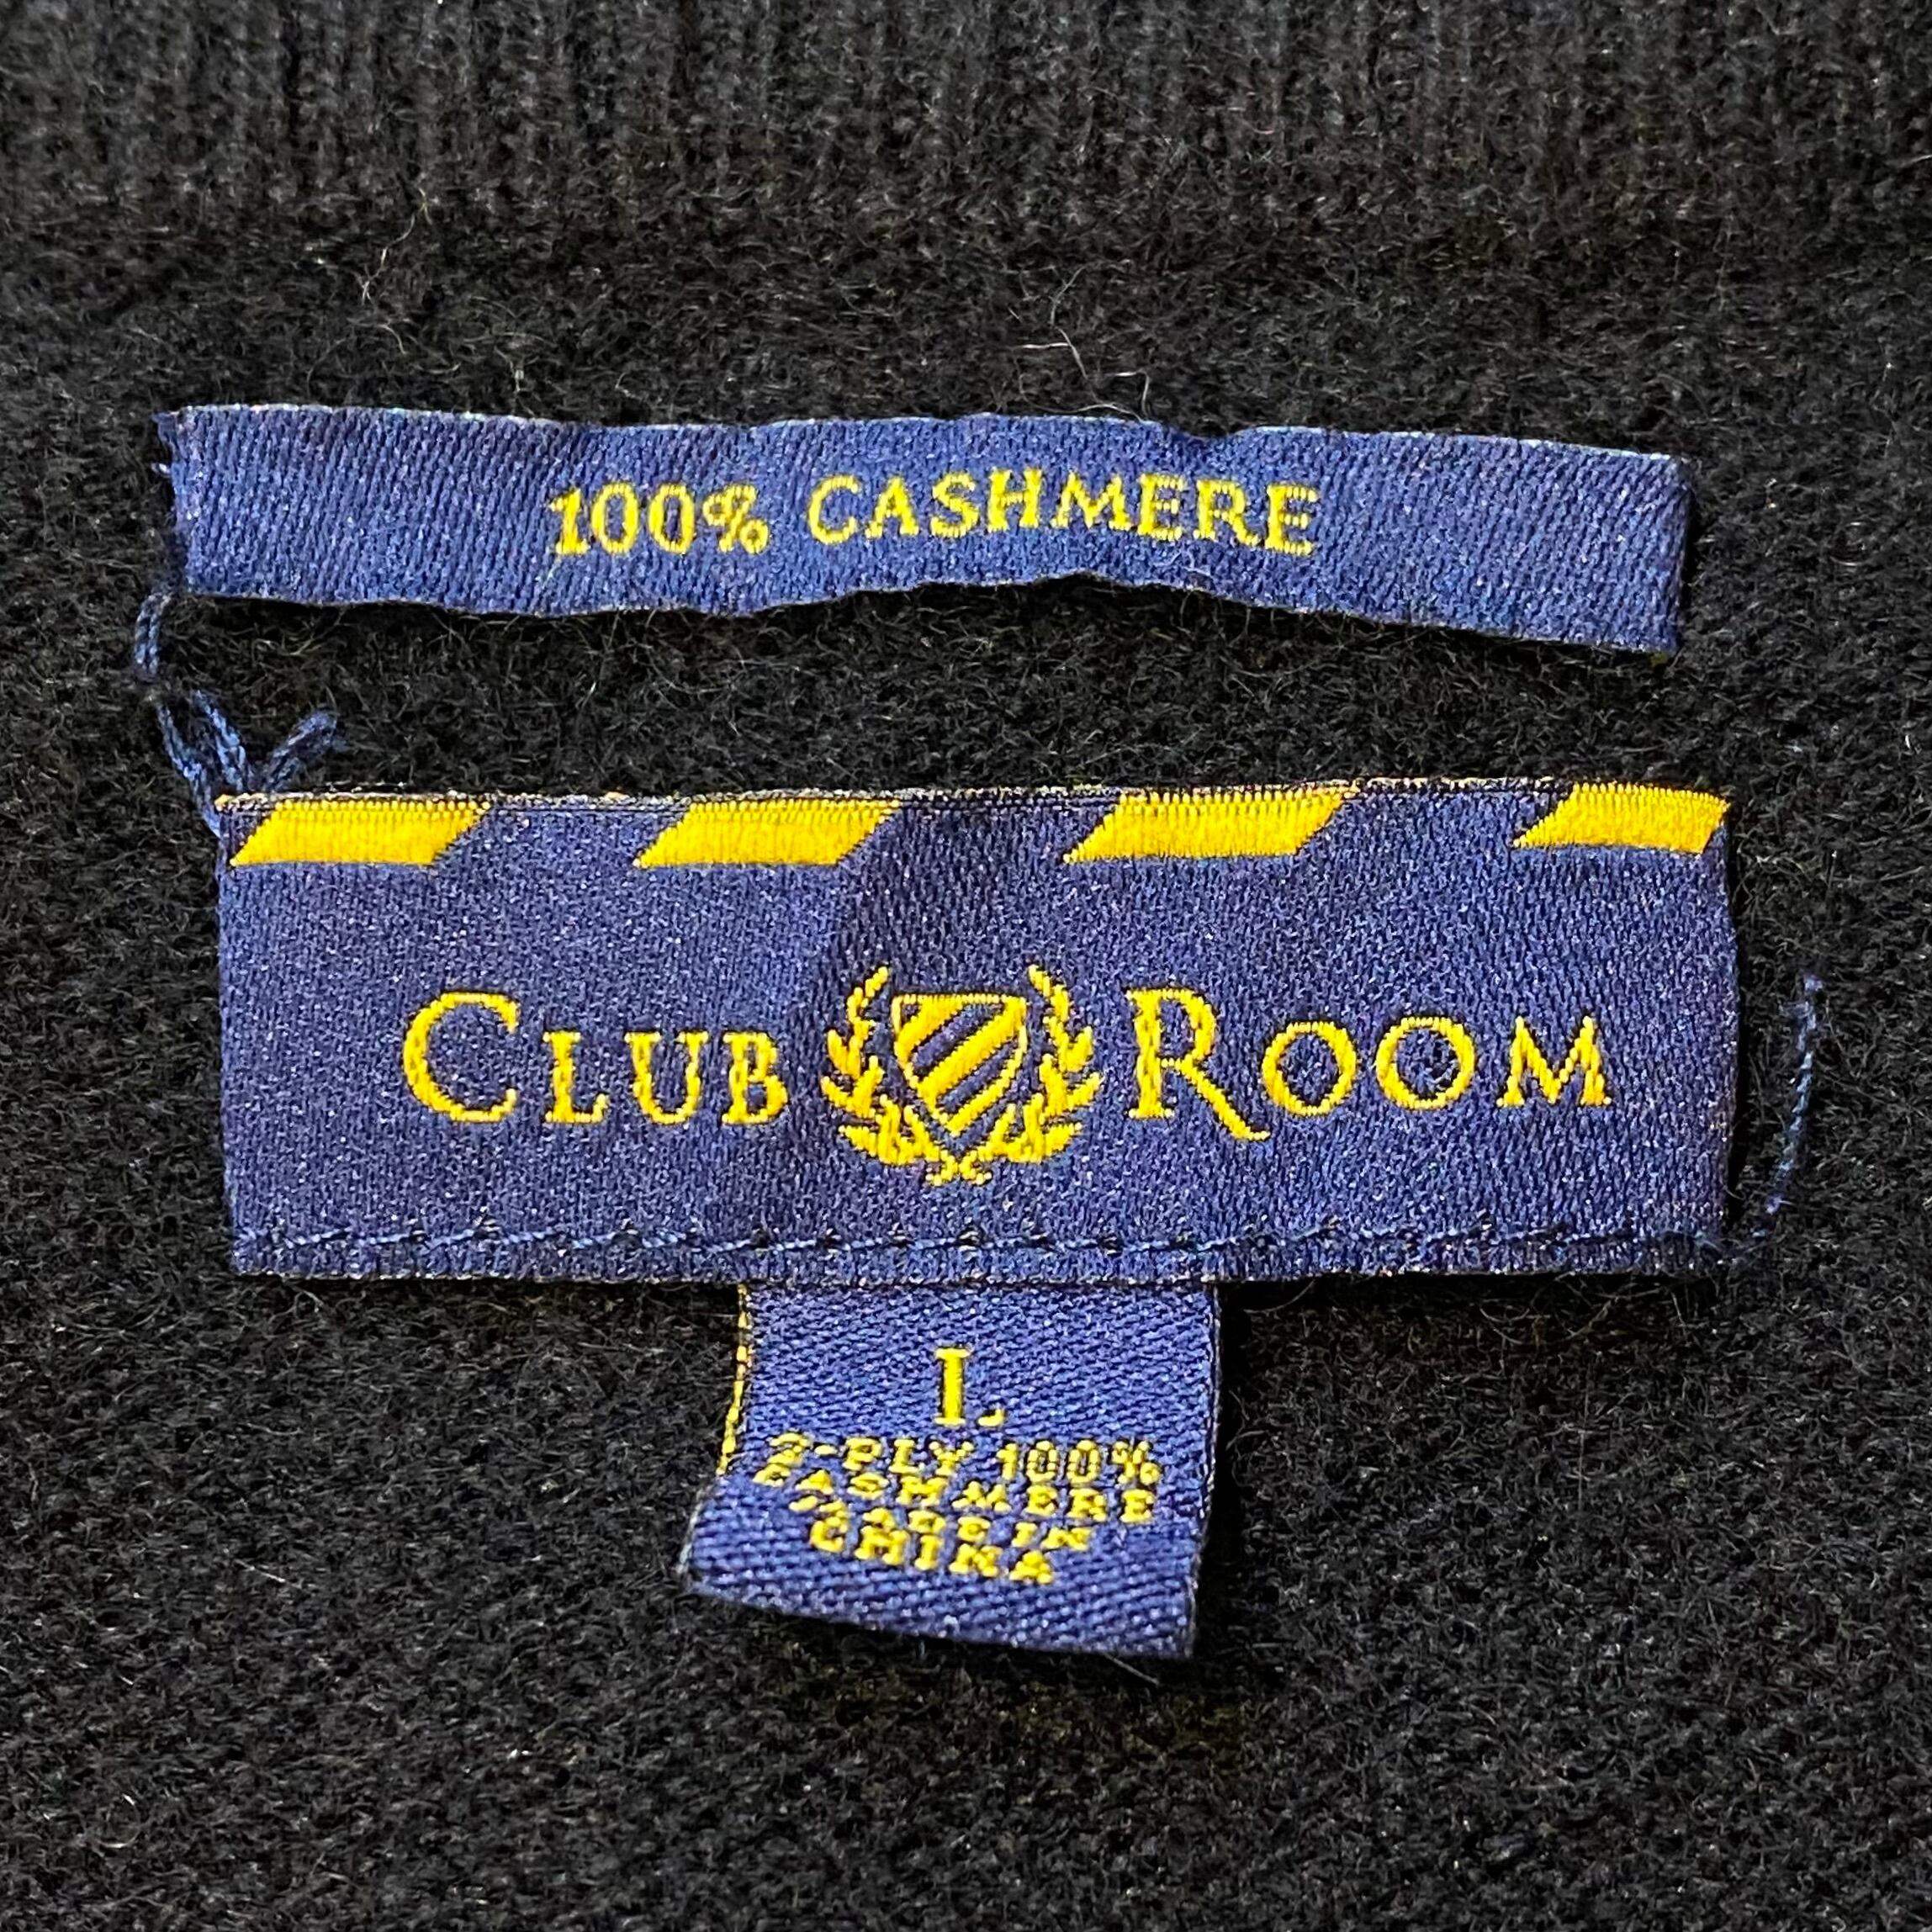 100% CASHMERE
CLUB ROOM
L
2-PLY 100%
CASHMERE
MADE IN
CHINA